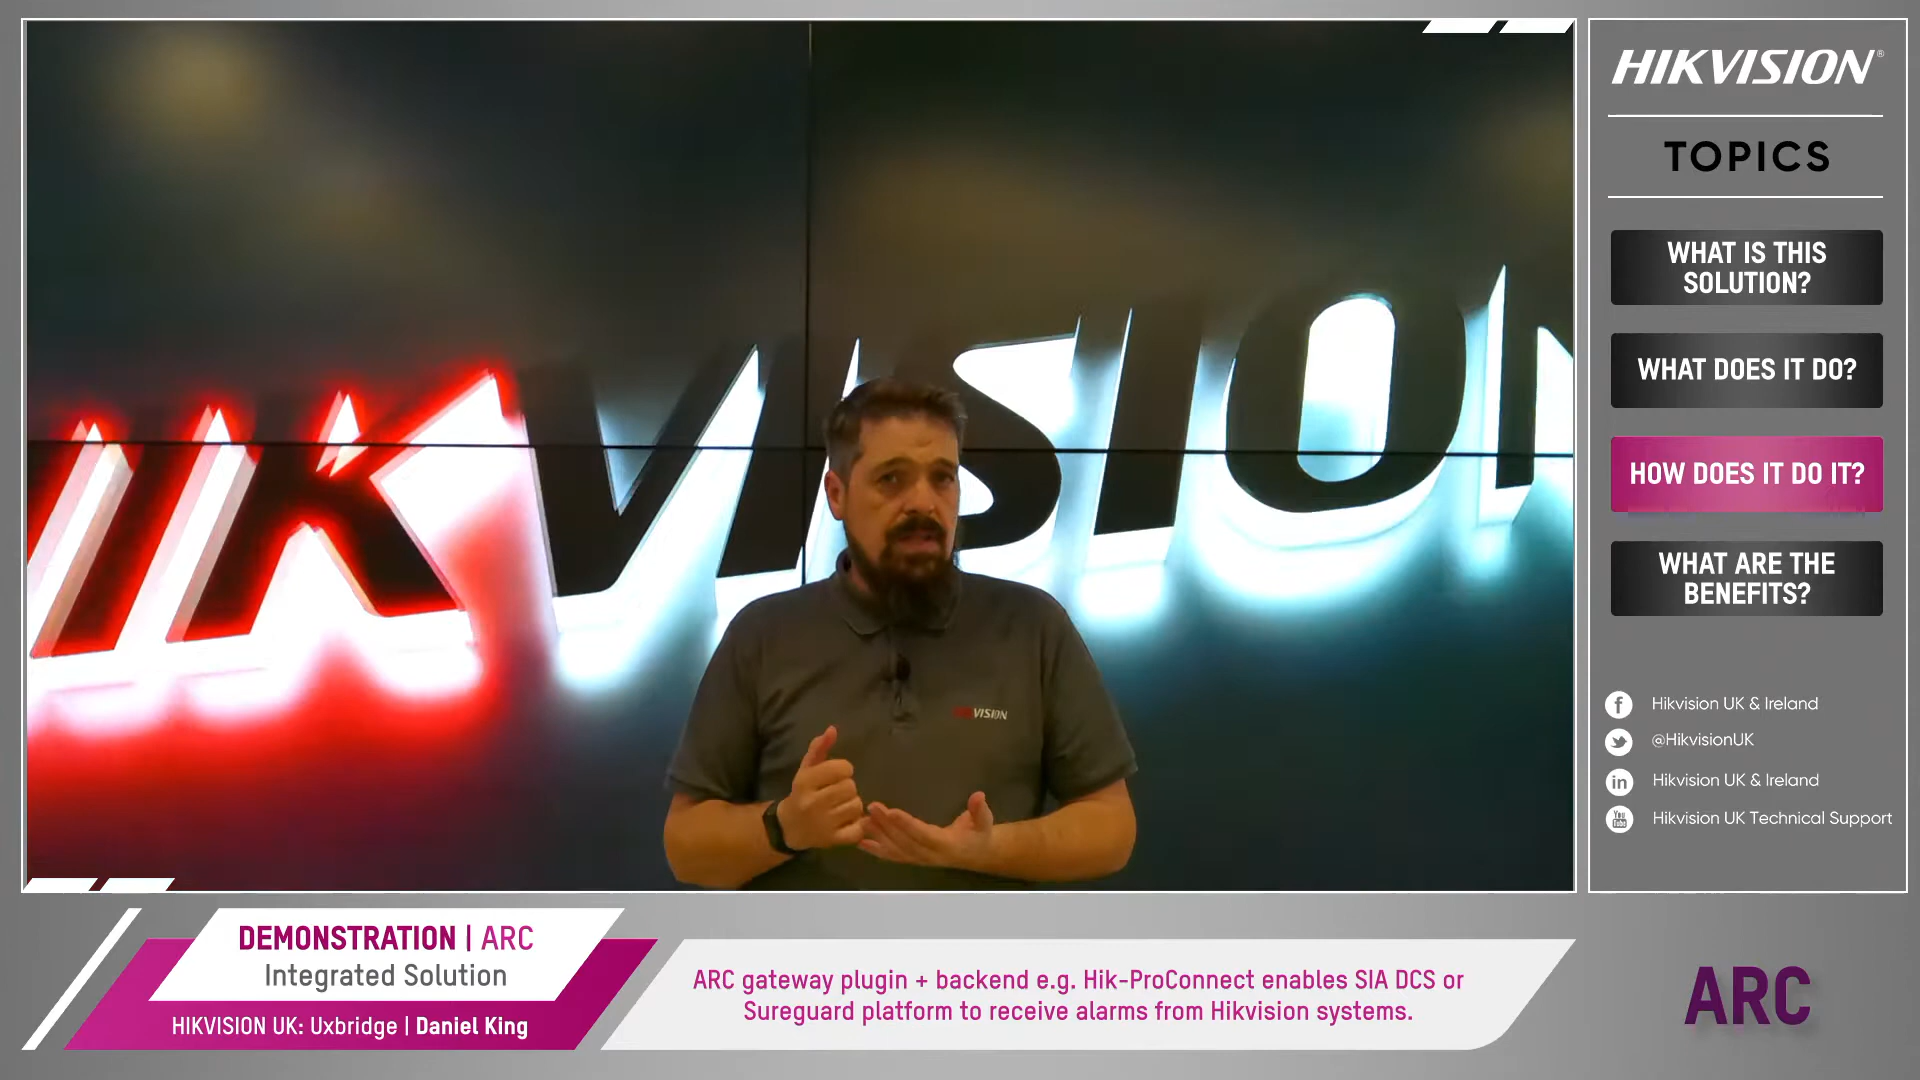 HIKVISION®
TOPICS
WHAT IS THIS
SOLUTION?
WHAT DOES IT DO?
HOW DOES IT DO IT?
WHAT ARE THE
BENEFITS?
Hikvision UK & Ireland
@HikvisionUK
Hikvision UK & Ireland
Hikvision UK Technical Support
HIKVISION
HIKVISION
DEMONSTRATION | ARC
Integrated Solution
HIKVISION UK: Uxbridge | Daniel King
ARC gateway plugin + backend e.g. Hik-ProConnect enables SIA DCS or
Sureguard platform to receive alarms from Hikvision systems.
ARC